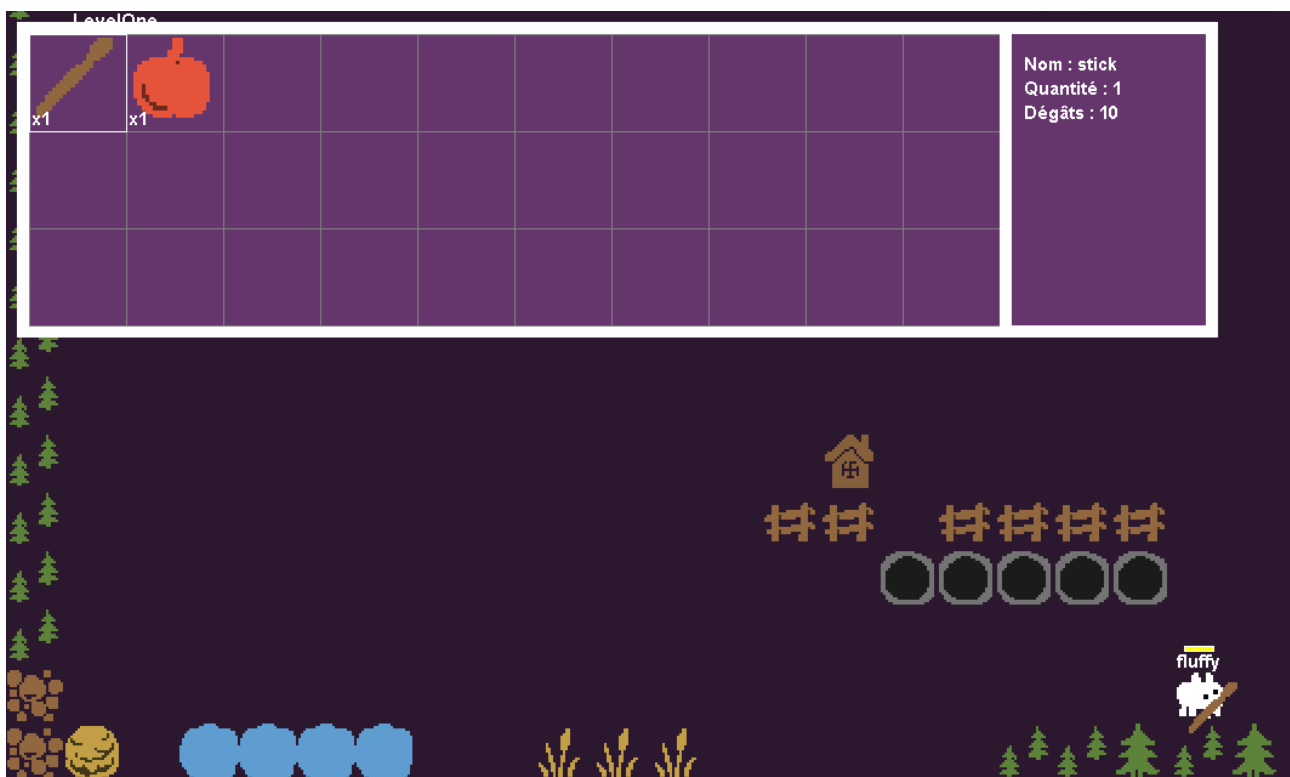 LevelOne
Nom : stick
Quantité : 1
Dégâts : 10
x1
x1
fluffy